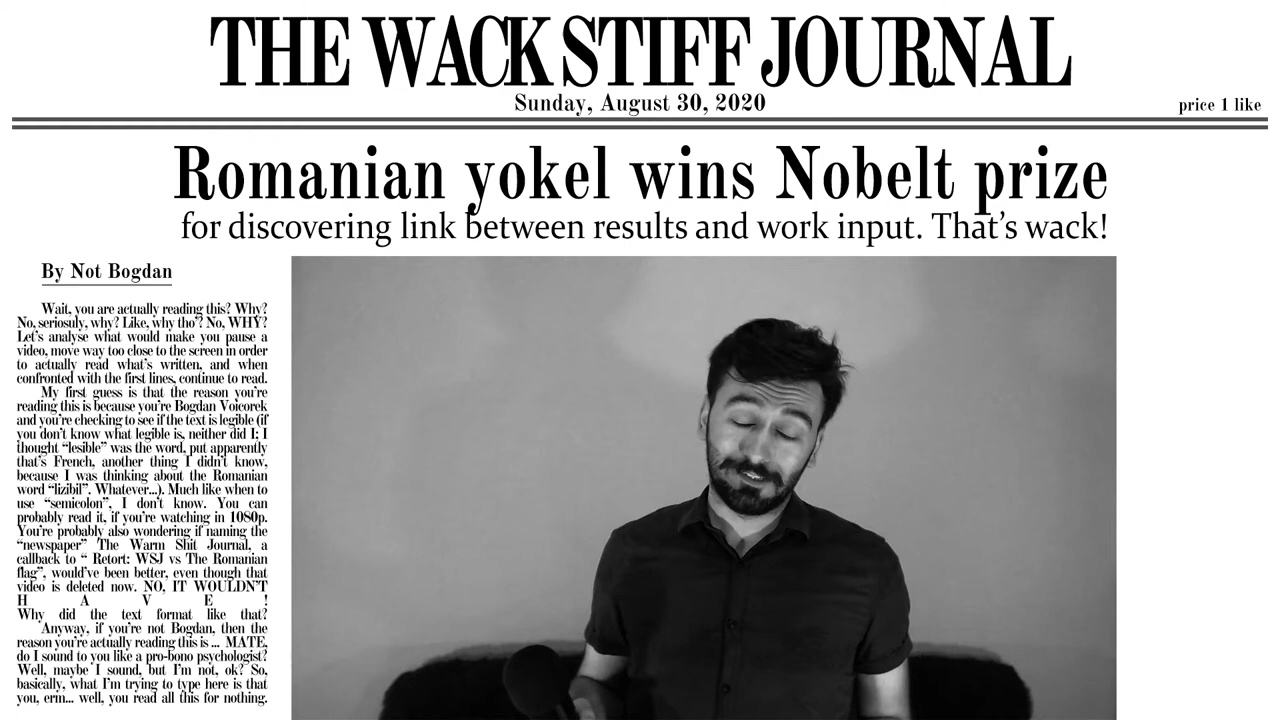 THE WACK STIFF JOURNAL
Sunday, August 30, 2020
price 1 like
Romanian yokel wins Nobelt prize
for discovering link between results and work input. That's wack!
By Not Bogdan
Wait, you are actually reading this? Why?
No, seriosuly, why? Like, why tho'? No, WHY?
Let's analyse what would make you pause a
video, move way too close to the screen in order
to actually read what's written, and when
confronted with the first lines, continue to read.
My first guess is that the reason you're
reading this is because you're Bogdan Voicorek
and you're checking to see if the text is legible (if
you don't know what legible is, neither did I: I
thought "lesible" was the word, put apparently
that's French, another thing I didn't know,
because I was thinking about the Romanian
word "lizibil". Whatever...). Much like when to
use "semicolon", I don't know. You can
probably read it, if you're watching in 1080p.
You're probably also wondering if naming the
"newspaper" The Warm Shit Journal, a
callback to " Retort: WSJ vs The Romanian
flag", would've been better, even though that
video is deleted now. NO, IT WOULDN'T
H A V E !
Why did the text format like that?
Anyway, if you're not Bogdan, then the
reason you're actually reading this is ... MATE,
do I sound to you like a pro-bono psychologist?
Well, maybe I sound, but I'm not, ok? So,
basically, what I'm trying to type here is that
you, erm... well, you read all this for nothing.